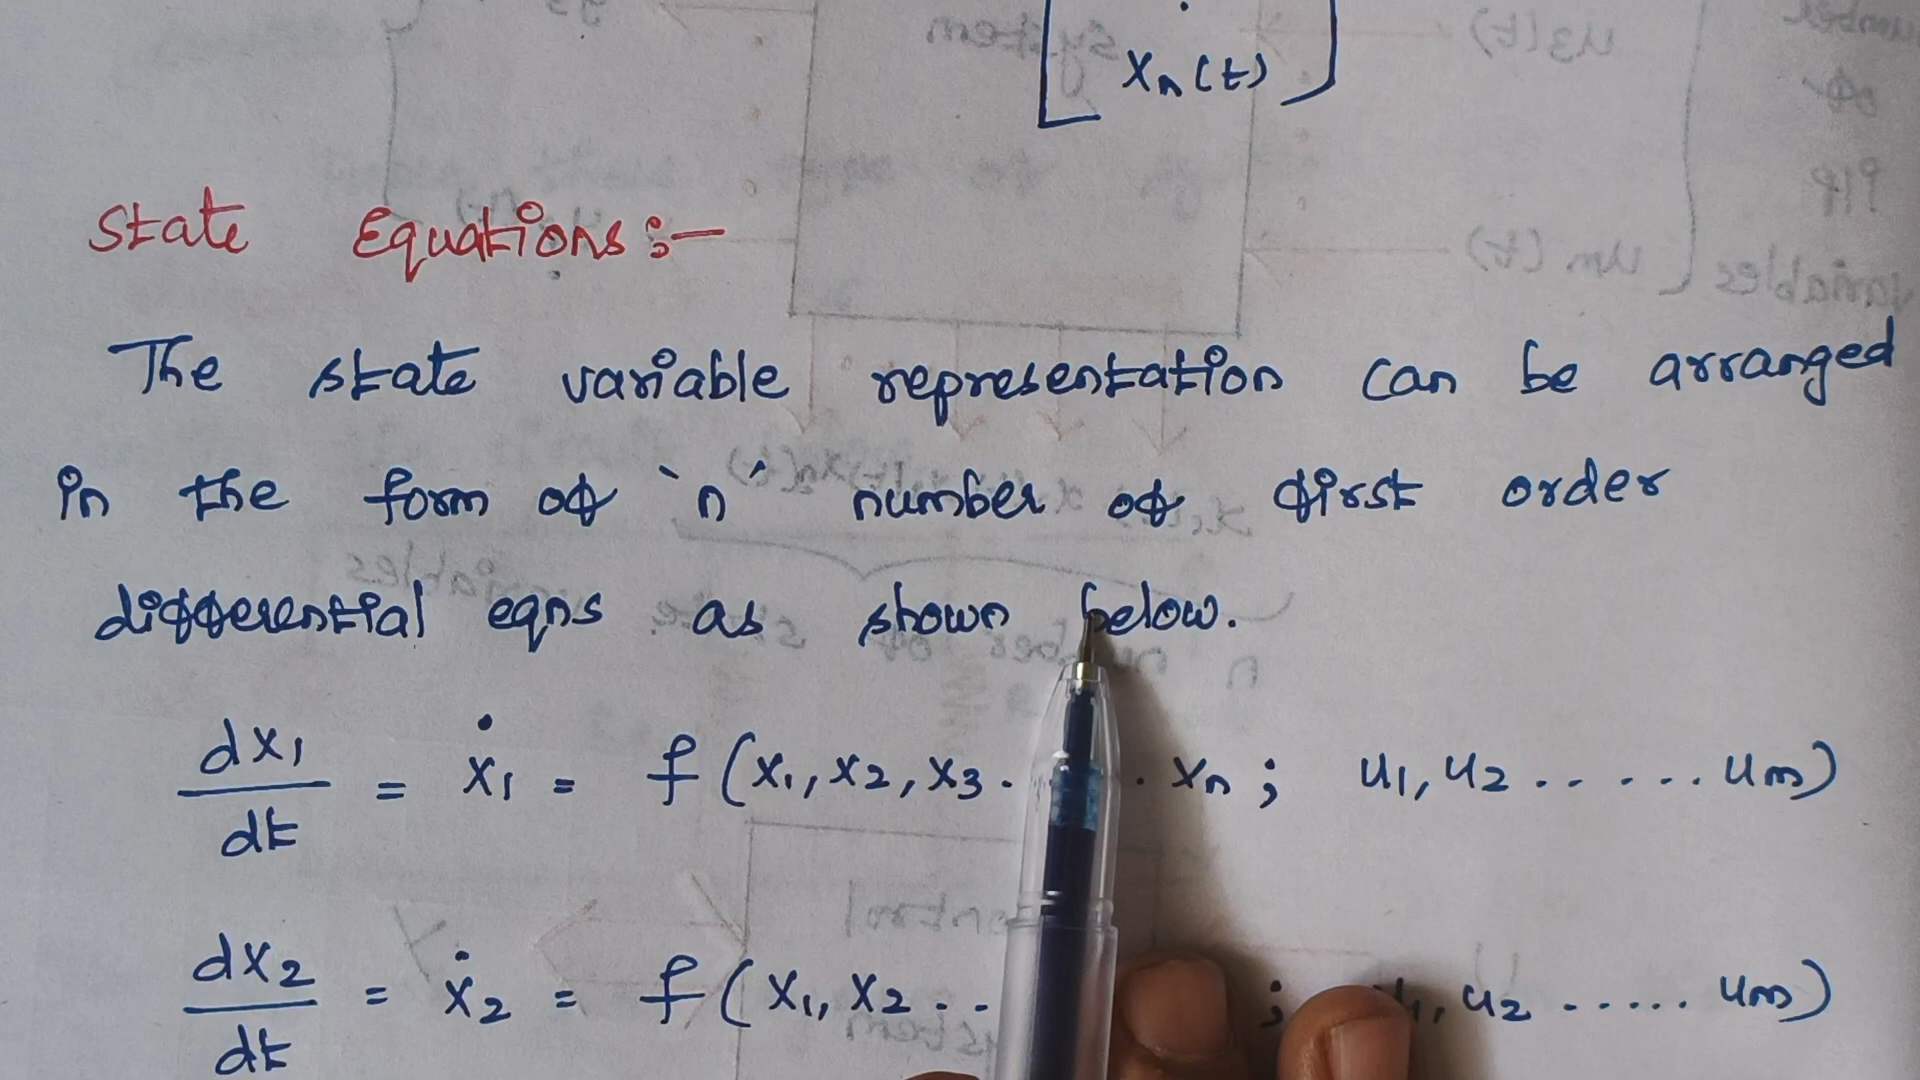 xn(t)
State Equations:-
The state variable representation can be arranged
in the form of 'n' number of first order
differential eqns as shown below.
dx1/dt = ẋ1 = f(x1, x2, x3. . xn ; u1, u2 . . . . . . um)
dx2/dt = ẋ2 = f(x1, x2 . . ; u2 . . . . . um)